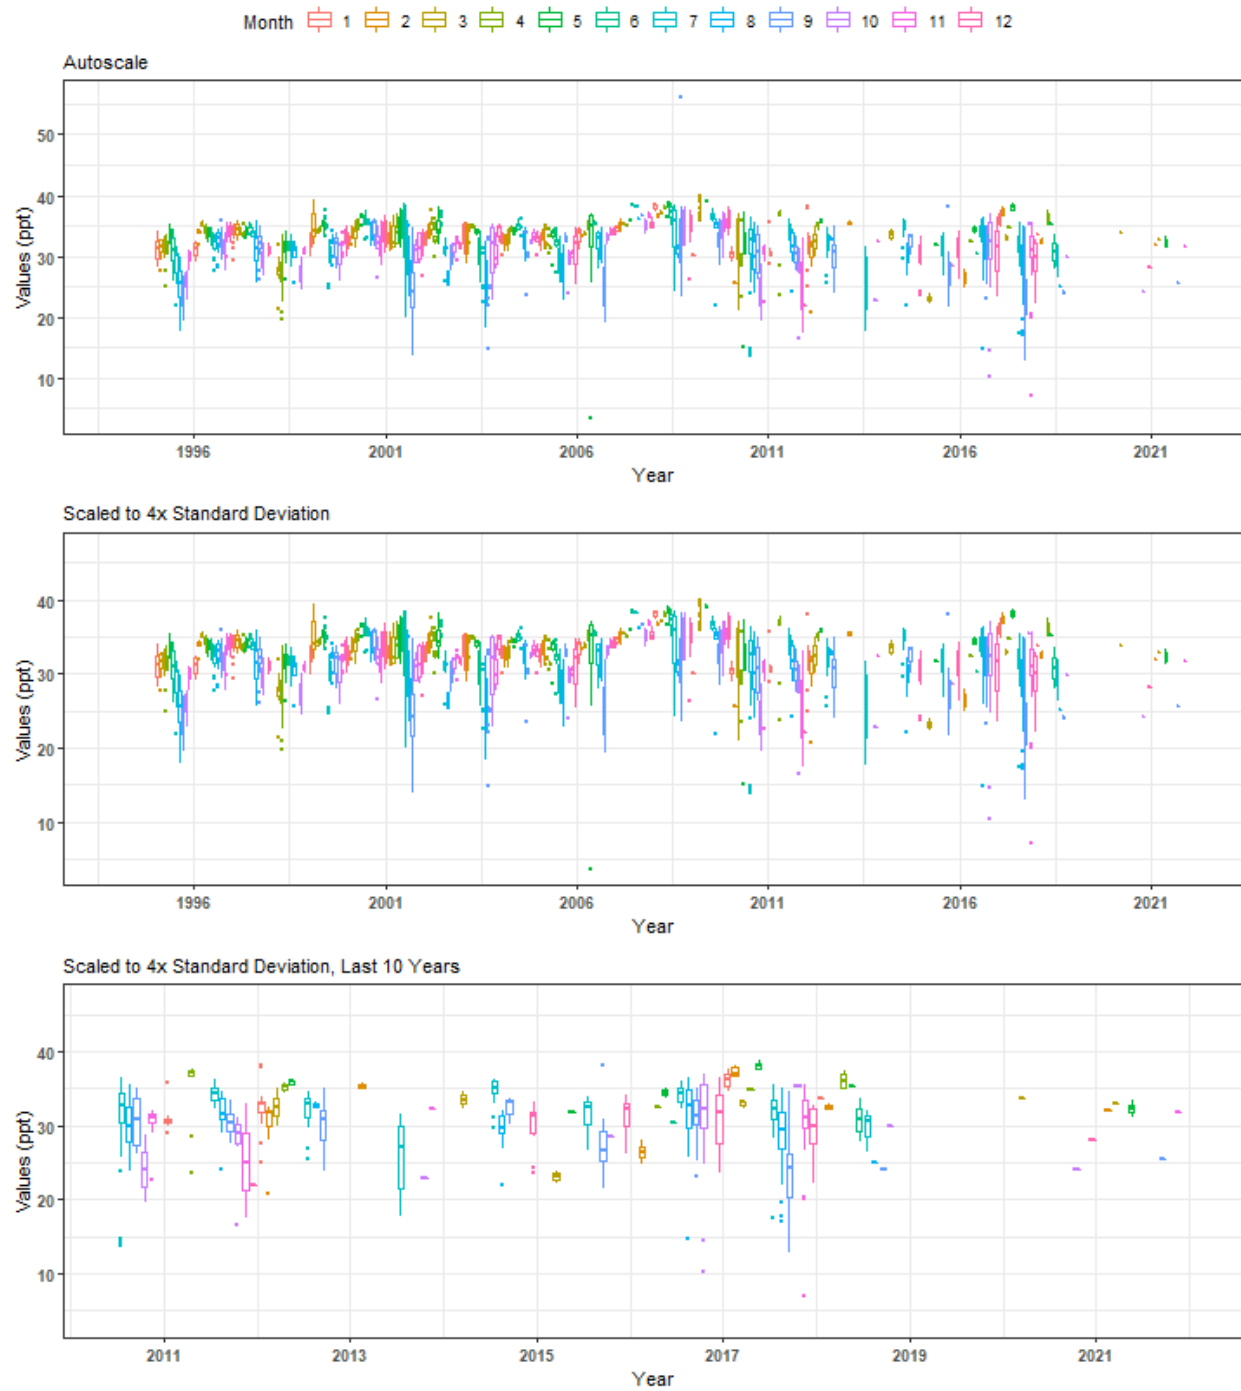 Month 1 2 3 4 5 6 7 8 9 10 11 12
Autoscale
50
40
30
20
10
Values (ppt)
1996 2001 2006 2011 2016 2021
Year
Scaled to 4x Standard Deviation
40
30
20
10
Values (ppt)
1996 2001 2006 2011 2016 2021
Year
Scaled to 4x Standard Deviation, Last 10 Years
40
30
20
10
Values (ppt)
2011 2013 2015 2017 2019 2021
Year